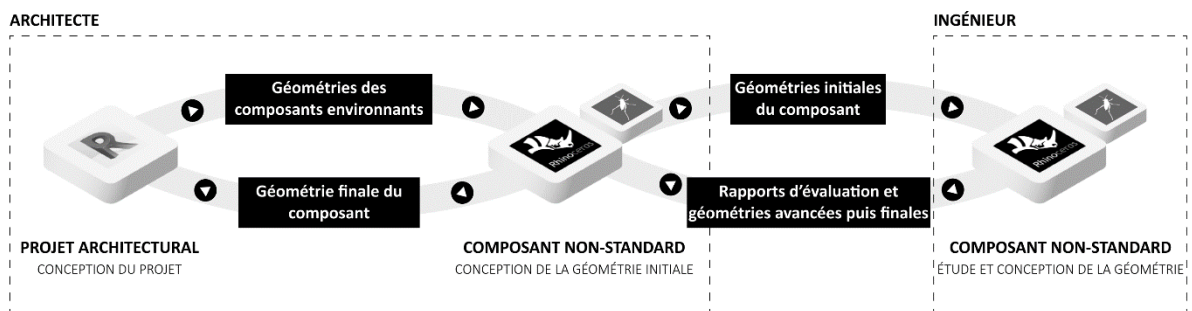 ARCHITECTE
INGÉNIEUR
Géométries des
composants environnants
Géométries initiales
du composant
R
Rhinoceros
Rhinoceros
Géométrie finale du
composant
Rapports d’évaluation et
géométries avancées puis finales
PROJET ARCHITECTURAL
CONCEPTION DU PROJET
COMPOSANT NON-STANDARD
CONCEPTION DE LA GÉOMÉTRIE INITIALE
COMPOSANT NON-STANDARD
ÉTUDE ET CONCEPTION DE LA GÉOMÉTRIE